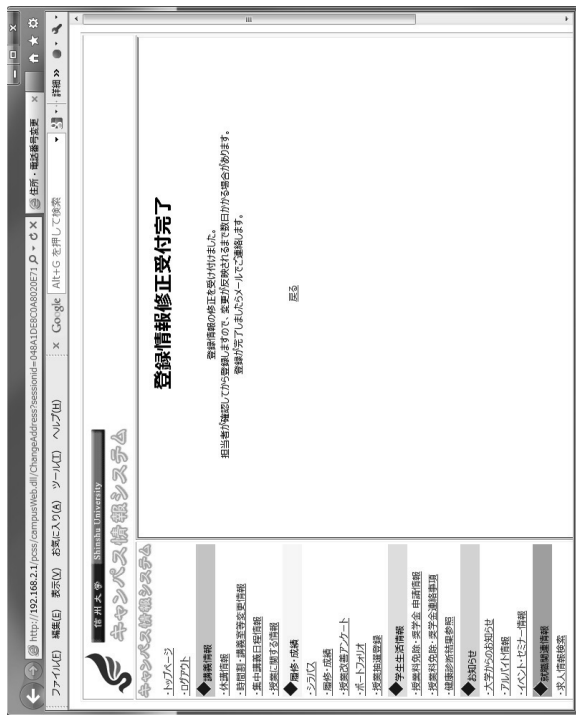 http://192.168.2.1/pcss/campusWeb.dll/ChangeAddress?sessionid=048A1DE8C0A8020E71
住所・電話番号変更
ファイル(F) 編集(E) 表示(V) お気に入り(A) ツール(T) ヘルプ(H)
x Google Alt+G を押して検索 詳細 >>
信州大学 Shinshu University
キャンパス情報システム
キャンパス情報システム
・トップページ
・ログアウト
◆講義情報
・休講情報
・時間割・講義室等変更情報
・集中講義日程情報
・授業に関する情報
◆履修・成績
・シラバス
・履修・成績
・授業改善アンケート
・ポートフォリオ
・授業抽選登録
◆学生生活情報
・授業料免除・奨学金 申請情報
・授業料免除・奨学金連絡事項
・健康診断結果参照
◆お知らせ
・大学からのお知らせ
・アルバイト情報
・イベント・セミナー情報
◆就職関連情報
・求人情報検索
登録情報修正受付完了
登録情報の修正を受け付けました。
担当者が確認してから登録しますので、変更が反映されるまで数日かかる場合があります。
登録が完了しましたらメールでご連絡します。
戻る